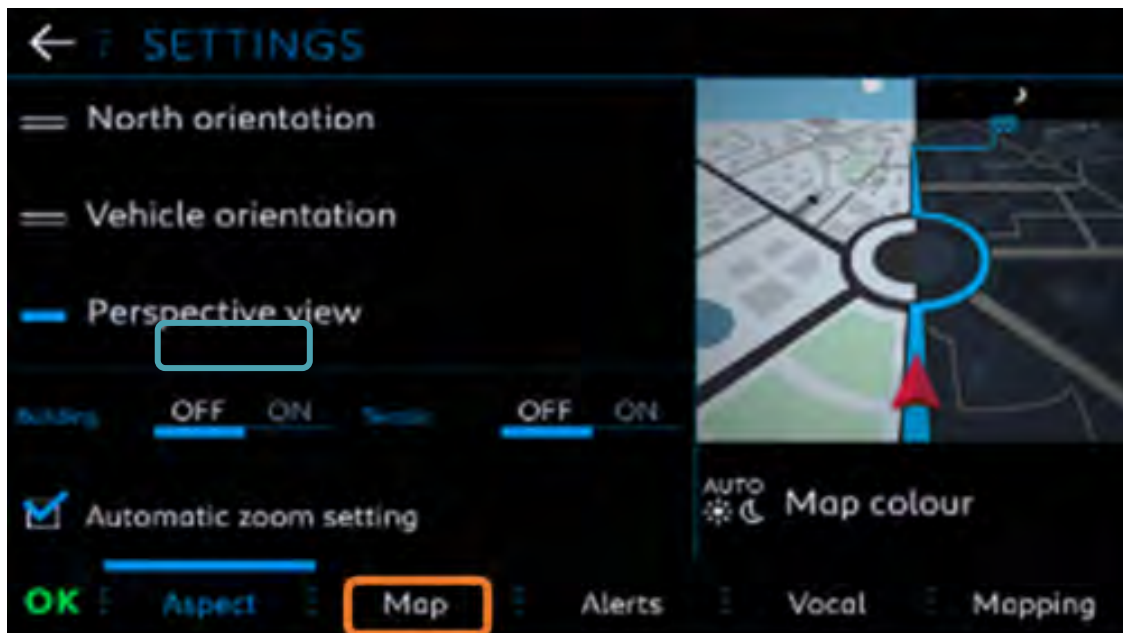 SETTINGS
North orientation
Vehicle orientation
Perspective view
Building OFF ON OFF ON
Automatic zoom setting
AUTO Map colour
OK Aspect Map Alerts Vocal Mapping